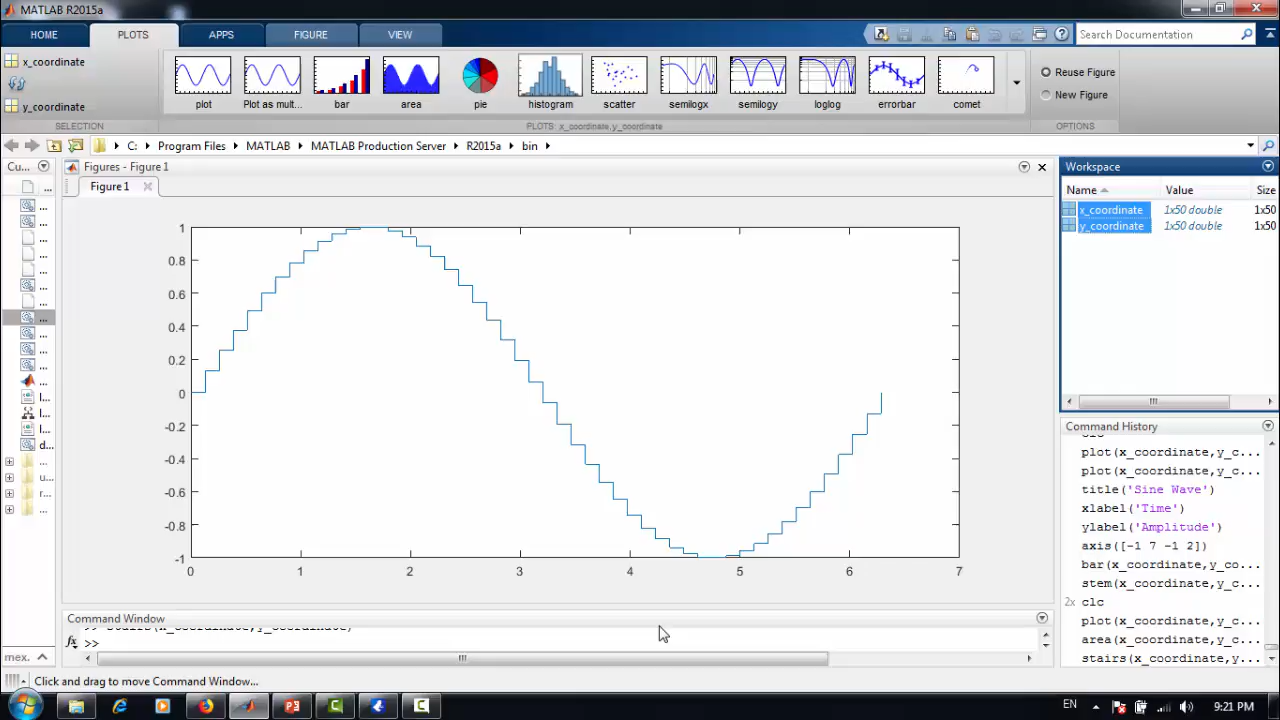 MATLAB R2015a
HOME PLOTS APPS FIGURE VIEW Search Documentation
x_coordinate
y_coordinate
plot Plot as mult... bar area pie histogram scatter semilogx semilogy loglog errorbar comet
Reuse Figure
New Figure
SELECTION PLOTS: x_coordinate,y_coordinate OPTIONS
C: Program Files MATLAB MATLAB Production Server R2015a bin
Cu...
Figures - Figure 1
Figure 1
Workspace
Name Value Size
x_coordinate 1x50 double 1x50
y_coordinate 1x50 double 1x50
1
0.8
0.6
0.4
0.2
0
-0.2
-0.4
-0.6
-0.8
-1
0 1 2 3 4 5 6 7
l...
l...
l...
d...
u...
r...
mex.
Command History
clc
plot(x_coordinate,y_c...
plot(x_coordinate,y_c...
title('Sine Wave')
xlabel('Time')
ylabel('Amplitude')
axis([-1 7 -1 2])
bar(x_coordinate,y_co...
stem(x_coordinate,y_c...
2x clc
plot(x_coordinate,y_c...
area(x_coordinate,y_c...
stairs(x_coordinate,y...
Command Window
>> stairs(x_coordinate,y_coordinate)
fx >>
Click and drag to move Command Window...
EN 9:21 PM